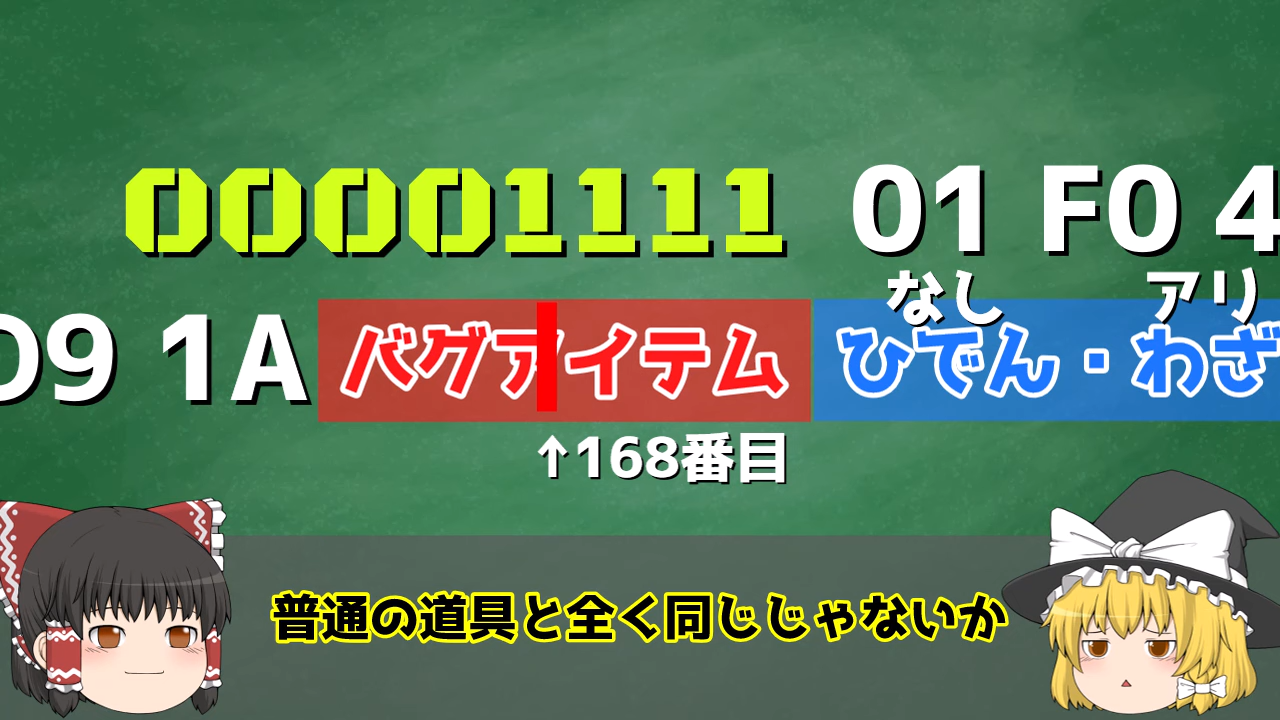 00001111 01 F0 4
なし アリ
D9 1A バグアイテム ひでん・わざ
↑168番目
普通の道具と全く同じじゃないか